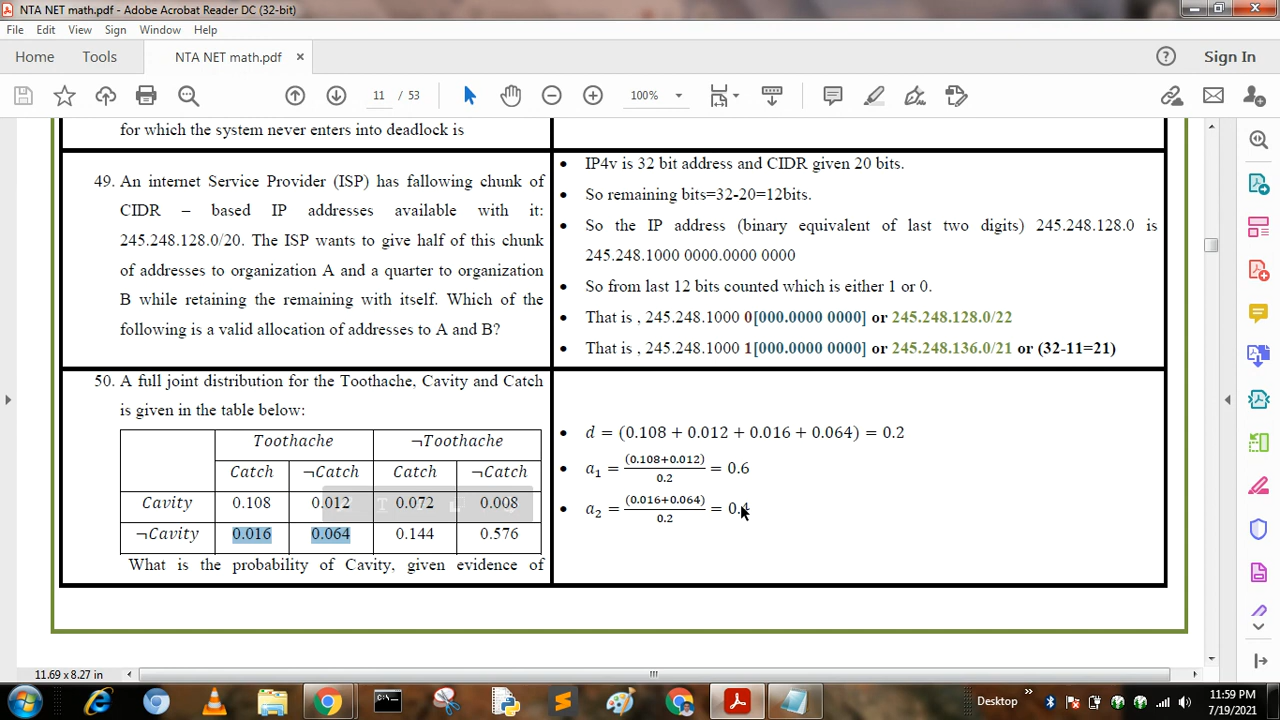 NTA NET math.pdf - Adobe Acrobat Reader DC (32-bit)
File Edit View Sign Window Help
Home Tools NTA NET math.pdf × Sign In
11 / 53 100%
for which the system never enters into deadlock is
49. An internet Service Provider (ISP) has fallowing chunk of
CIDR – based IP addresses available with it:
245.248.128.0/20. The ISP wants to give half of this chunk
of addresses to organization A and a quarter to organization
B while retaining the remaining with itself. Which of the
following is a valid allocation of addresses to A and B?
• IP4v is 32 bit address and CIDR given 20 bits.
• So remaining bits=32-20=12bits.
• So the IP address (binary equivalent of last two digits) 245.248.128.0 is
245.248.1000 0000.0000 0000
• So from last 12 bits counted which is either 1 or 0.
• That is , 245.248.1000 0[000.0000 0000] or 245.248.128.0/22
• That is , 245.248.1000 1[000.0000 0000] or 245.248.136.0/21 or (32-11=21)
50. A full joint distribution for the Toothache, Cavity and Catch
is given in the table below:
Toothache ¬Toothache
Catch ¬Catch Catch ¬Catch
Cavity 0.108 0.012 0.072 0.008
¬Cavity 0.016 0.064 0.144 0.576
What is the probability of Cavity, given evidence of
• d = (0.108 + 0.012 + 0.016 + 0.064) = 0.2
• a₁ = (0.108+0.012)/0.2 = 0.6
• a₂ = (0.016+0.064)/0.2 = 0.4
11.69 x 8.27 in
Desktop » 11:59 PM
7/19/2021